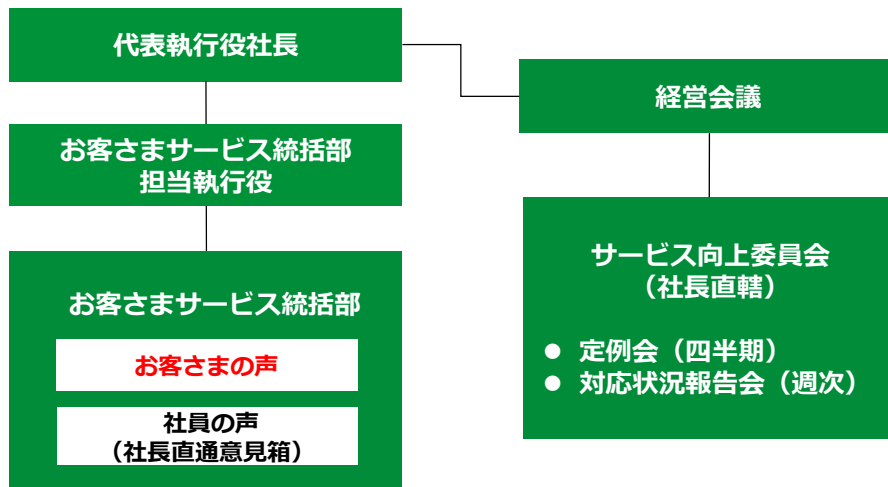 代表執行役社長
お客さまサービス統括部
担当執行役
お客さまサービス統括部
お客さまの声
社員の声
（社長直通意見箱）
経営会議
サービス向上委員会
（社長直轄）
● 定例会（四半期）
● 対応状況報告会（週次）